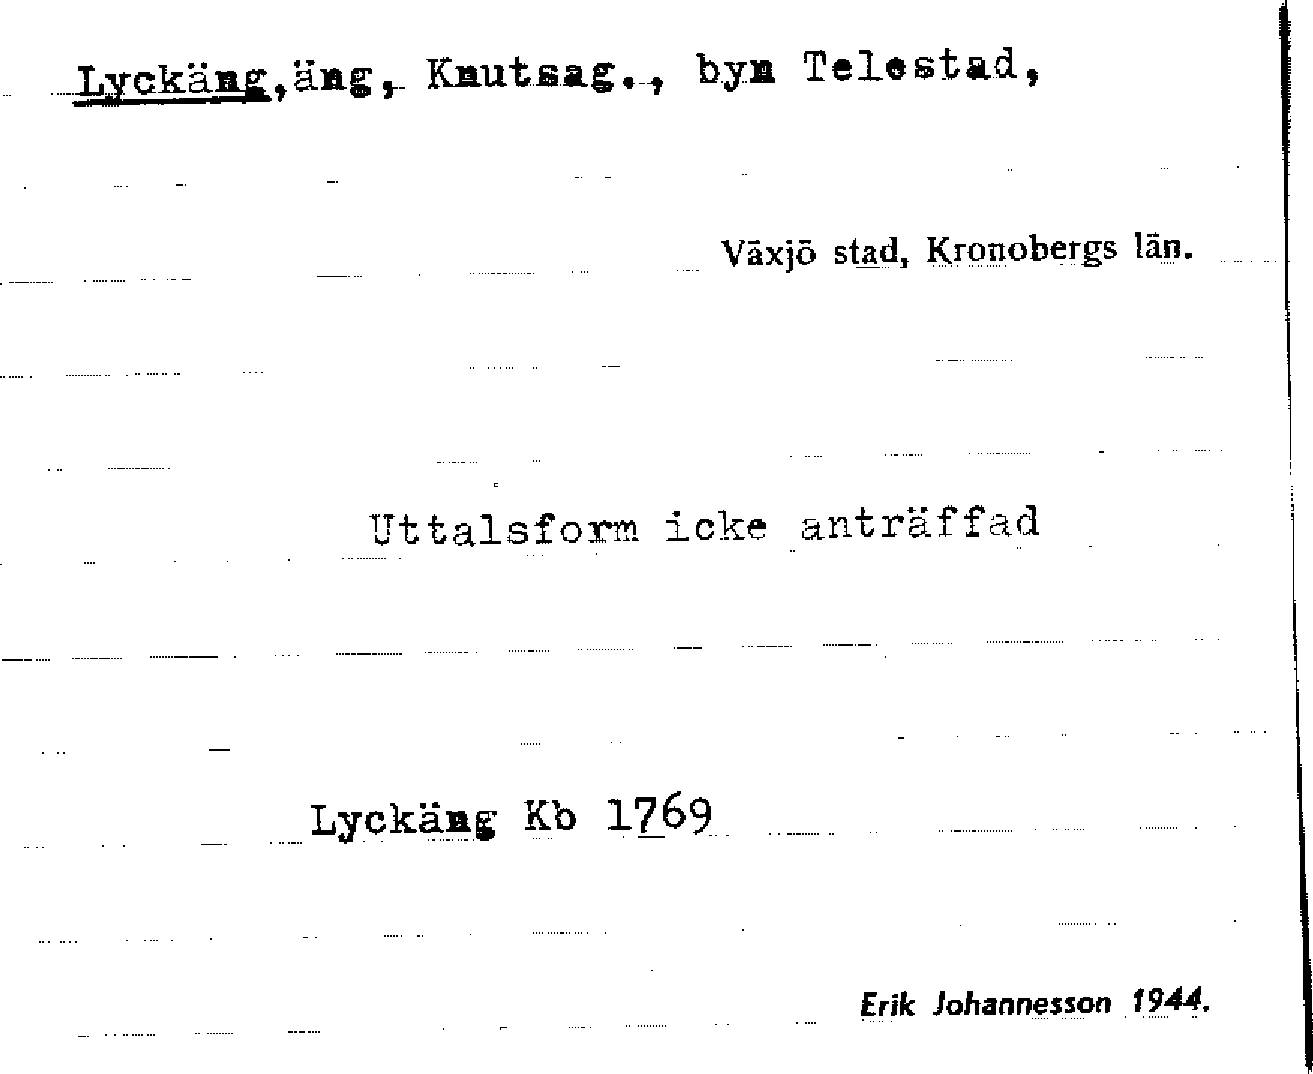 Lyckäng,äng, Knutsag., byn Telestad,
Växjö stad, Kronobergs län.
Uttalsform icke anträffad
Lyckäng Kb 1769
Erik Johannesson 1944.